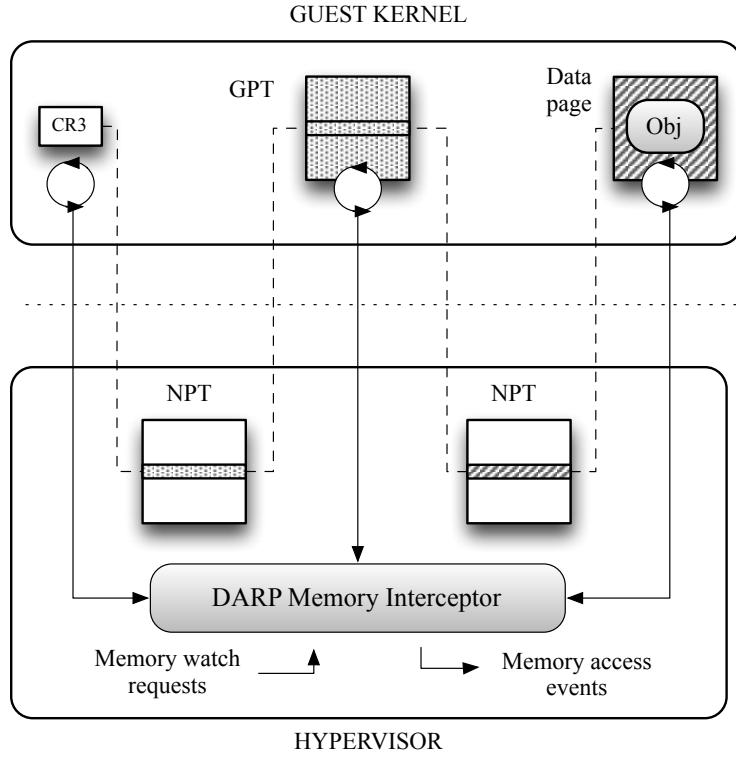 GUEST KERNEL
GPT
Data
page
CR3
Obj
NPT
NPT
DARP Memory Interceptor
Memory watch
requests
Memory access
events
HYPERVISOR